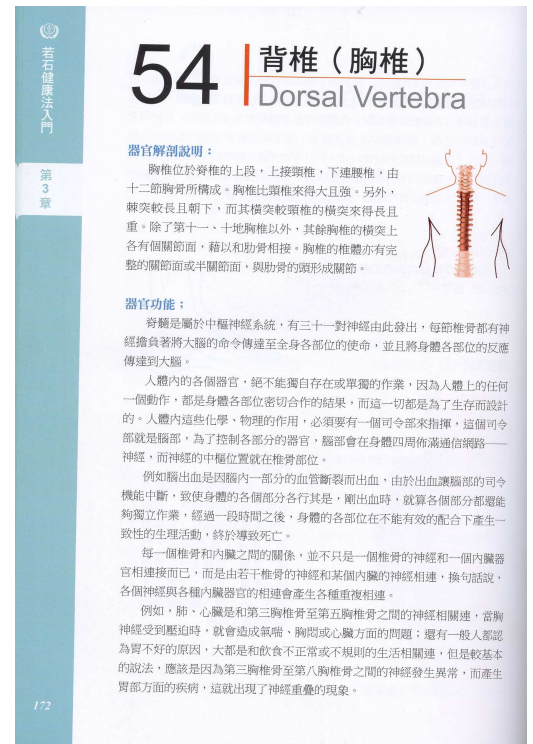 若石健康法入門
第
3
章
54
背椎（胸椎）
Dorsal Vertebra
器官解剖說明：
胸椎位於脊椎的上段，上接頸椎，下連腰椎，由
十二節胸骨所構成。胸椎比頸椎來得大且強。另外，
棘突較長且朝下，而其橫突較頸椎的橫突來得長且
重。除了第十一、十地胸椎以外，其餘胸椎的橫突上
各有個關節面，藉以和肋骨相接。胸椎的椎體亦有完
整的關節面或半關節面，與肋骨的頭形成關節。
器官功能：
脊髓是屬於中樞神經系統，有三十一對神經由此發出，每節椎骨都有神
經擔負著將大腦的命令傳達至全身各部位的使命，並且將身體各部位的反應
傳達到大腦。
人體內的各個器官，絕不能獨自存在或單獨的作業，因為人體上的任何
一個動作，都是身體各部位密切合作的結果，而這一切都是為了生存而設計
的。人體內這些化學、物理的作用，必須要有一個司令部來指揮，這個司令
部就是腦部，為了控制各部分的器官，腦部會在身體四周佈滿通信網路——
神經，而神經的中樞位置就在椎骨部位。
例如腦出血是因腦內一部分的血管斷裂而出血，由於出血讓腦部的司令
機能中斷，致使身體的各個部分各行其是，剛出血時，就算各個部分都還能
夠獨立作業，經過一段時間之後，身體的各部位在不能有效的配合下產生一
致性的生理活動，終於導致死亡。
每一個椎骨和內臟之間的關係，並不只是一個椎骨的神經和一個內臟器
官相連接而已，而是由若干椎骨的神經和某個內臟的神經相連，換句話說，
各個神經與各種內臟器官的相連會產生各種重複相連。
例如，肺、心臟是和第三胸椎骨至第五胸椎骨之間的神經相關連，當胸
神經受到壓迫時，就會造成氣喘、胸悶或心臟方面的問題；還有一般人都認
為胃不好的原因，大都是和飲食不正常或不規則的生活相關連，但是較基本
的說法，應該是因為第三胸椎骨至第八胸椎骨之間的神經發生異常，而產生
胃部方面的疾病，這就出現了神經重疊的現象。
172